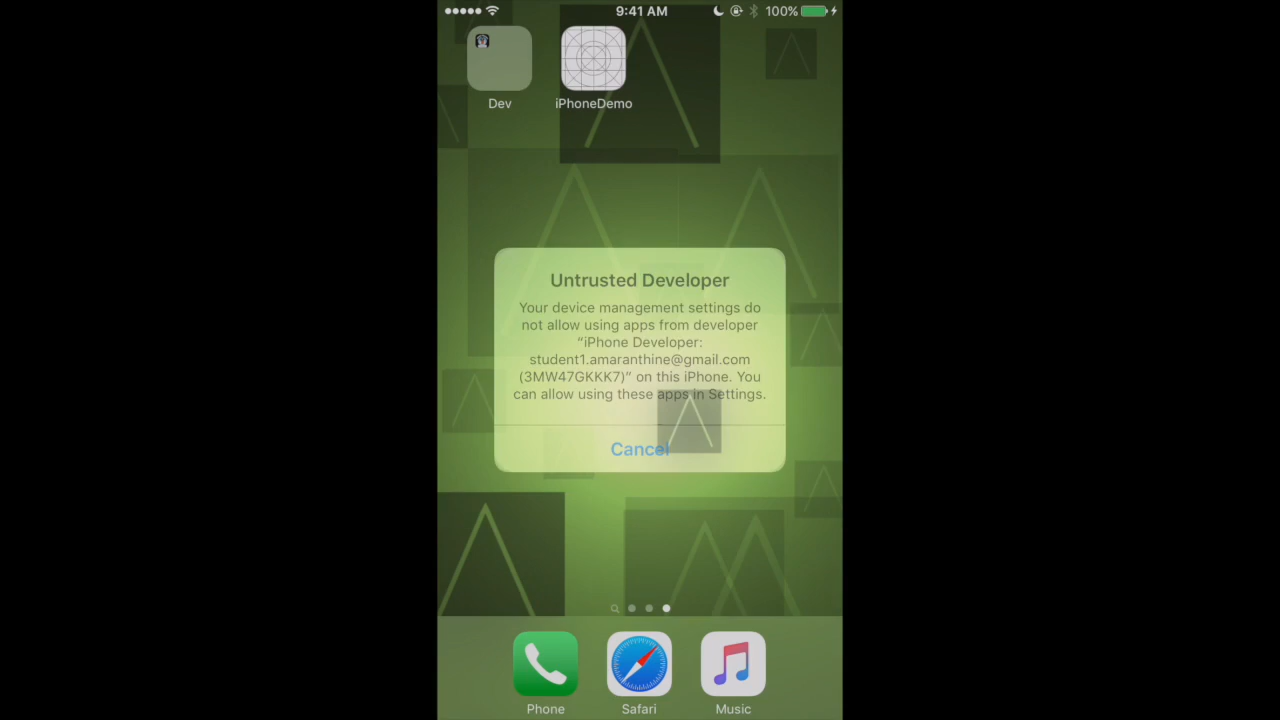 9:41 AM
100%
Dev
iPhoneDemo
Untrusted Developer
Your device management settings do
not allow using apps from developer
“iPhone Developer:
student1.amaranthine@gmail.com
(3MW47GKKK7)” on this iPhone. You
can allow using these apps in Settings.
Cancel
Phone
Safari
Music